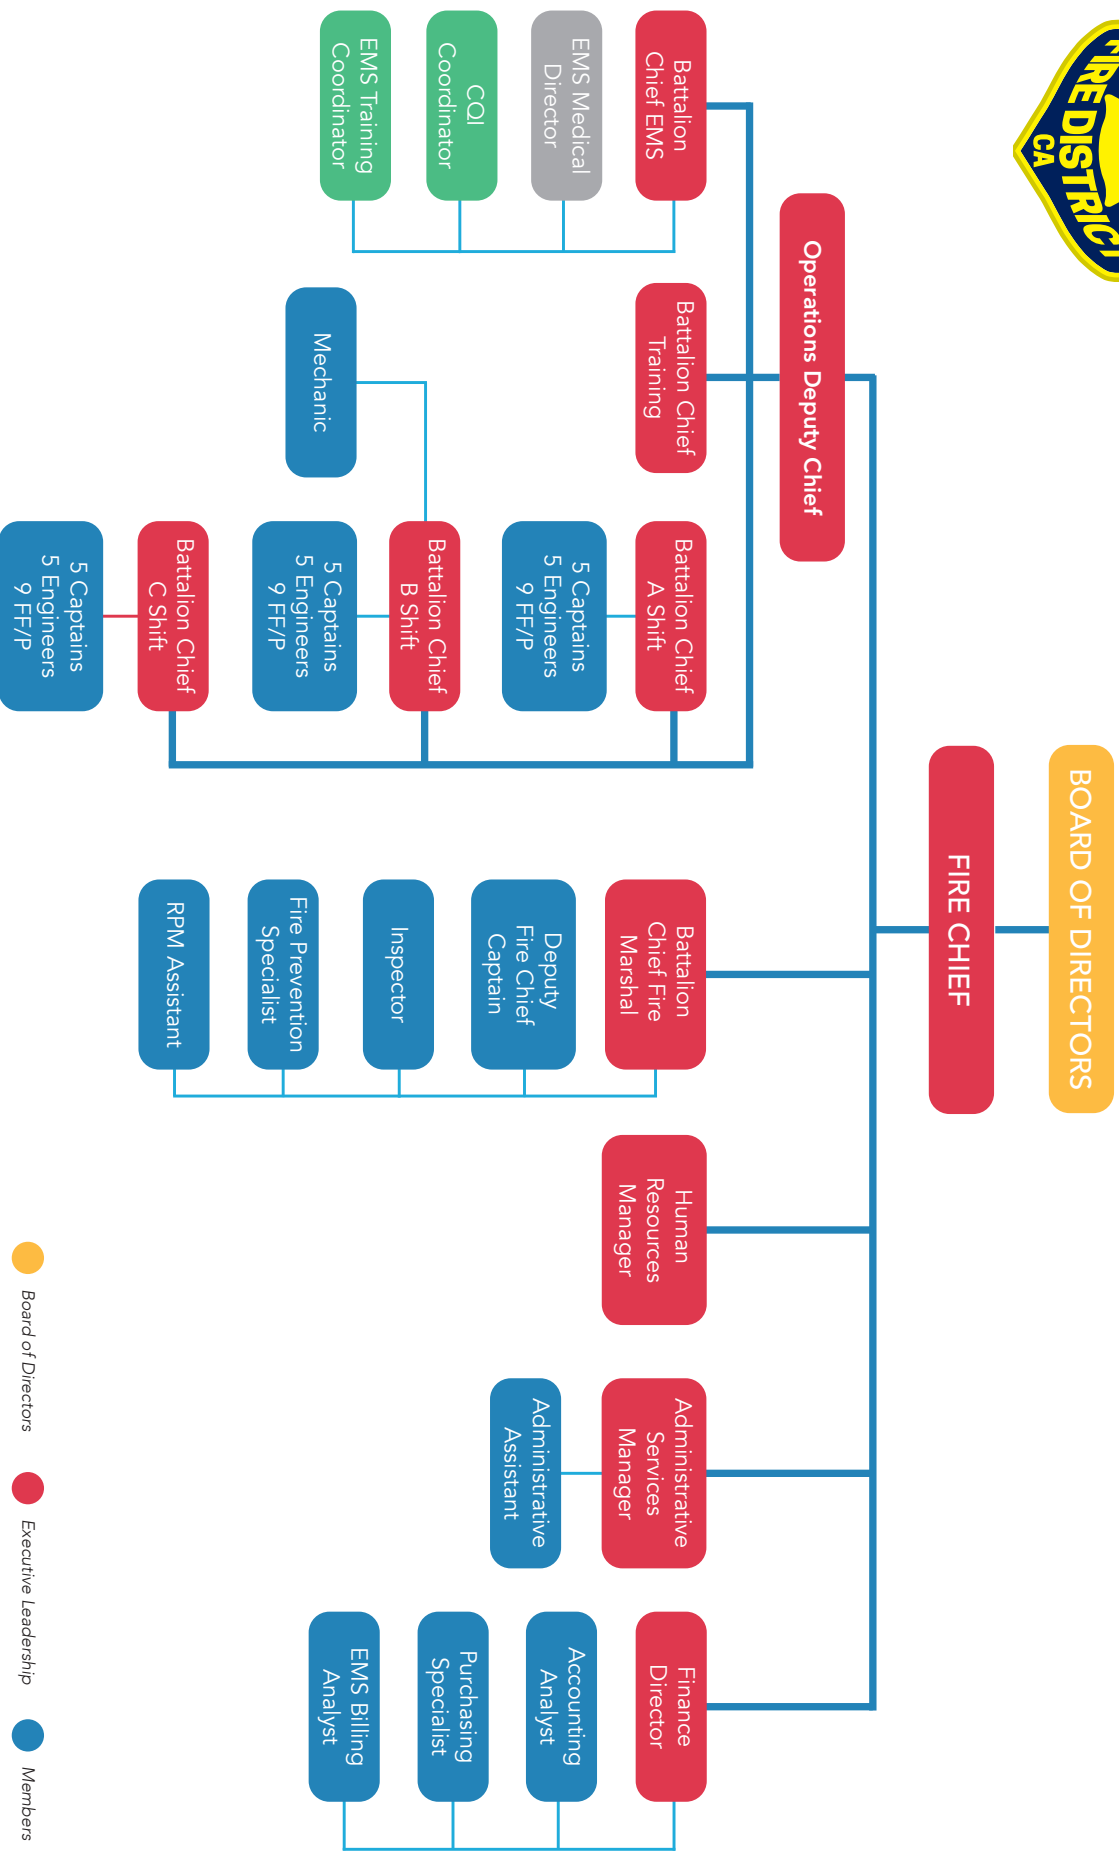 FIRE DISTRICT
CA
BOARD OF DIRECTORS
FIRE CHIEF
Operations Deputy Chief
Battalion
Chief EMS
EMS Medical
Director
CQI
Coordinator
EMS Training
Coordinator
Battalion Chief
Training
Mechanic
Battalion Chief
A Shift
5 Captains
5 Engineers
9 FF/P
Battalion Chief
B Shift
5 Captains
5 Engineers
9 FF/P
Battalion Chief
C Shift
5 Captains
5 Engineers
9 FF/P
Battalion
Chief Fire
Marshal
Deputy
Fire Chief
Captain
Inspector
Fire Prevention
Specialist
RPM Assistant
Human
Resources
Manager
Administrative
Services
Manager
Administrative
Assistant
Finance
Director
Accounting
Analyst
Purchasing
Specialist
EMS Billing
Analyst
Board of Directors
Executive Leadership
Members